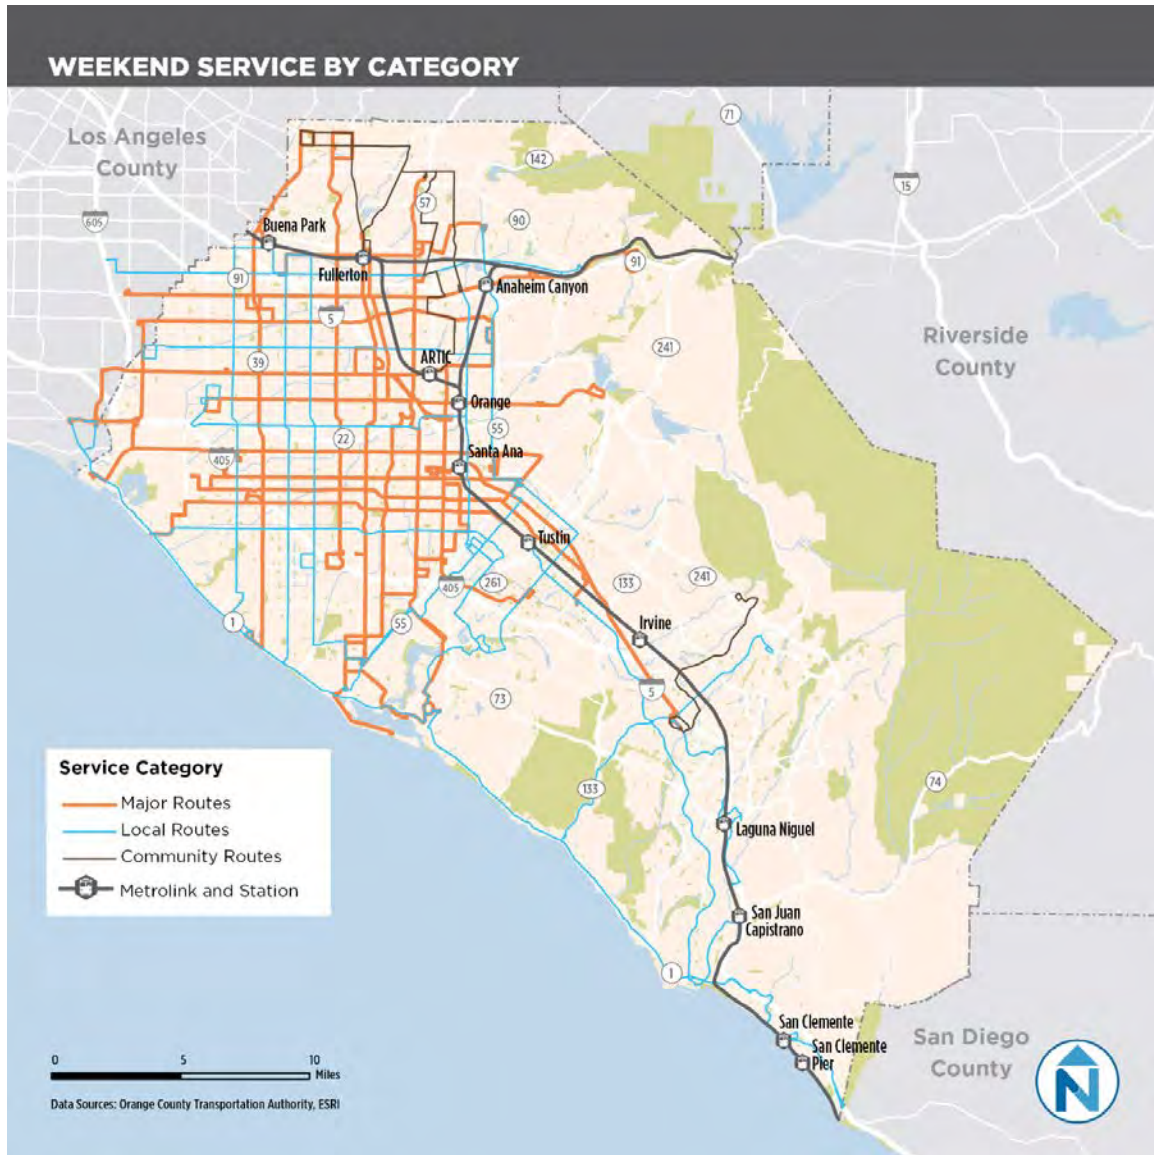 WEEKEND SERVICE BY CATEGORY
Los Angeles
County
71
142
15
605
57
90
Buena Park
91
Fullerton
91
Anaheim Canyon
5
Riverside
County
241
39
ARTIC
Orange
55
22
Santa Ana
405
Tustin
405
261
133
241
1
55
Irvine
5
73
Service Category
Major Routes
Local Routes
Community Routes
Metrolink and Station
133
74
Laguna Niguel
San Juan
Capistrano
1
San Clemente
San Clemente
Pier
San Diego
County
N
0 5 10
Miles
Data Sources: Orange County Transportation Authority, ESRI